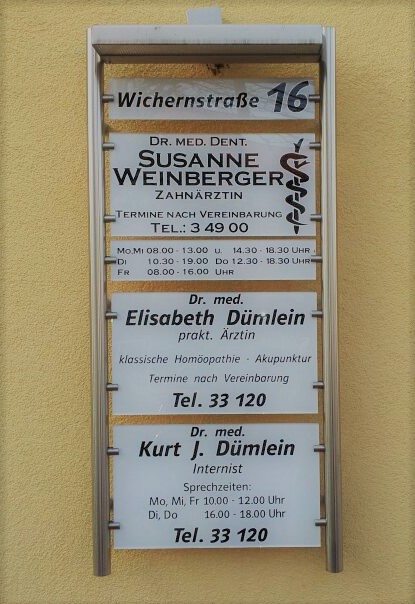 Wichernstraße 16
DR. MED. DENT.
SUSANNE
WEINBERGER
ZAHNÄRZTIN
TERMINE NACH VEREINBARUNG
TEL.: 3 49 00
MO,MI 08.00 - 13.00 U. 14.30 - 18.30 UHR
DI 10.30 - 19.00 DO 12.30 - 18.30 UHR
FR 08.00 - 16.00 UHR
Dr. med.
Elisabeth Dümlein
prakt. Ärztin
klassische Homöopathie · Akupunktur
Termine nach Vereinbarung
Tel. 33 120
Dr. med.
Kurt J. Dümlein
Internist
Sprechzeiten:
Mo, Mi, Fr 10.00 - 12.00 Uhr
Di, Do 16.00 - 18.00 Uhr
Tel. 33 120